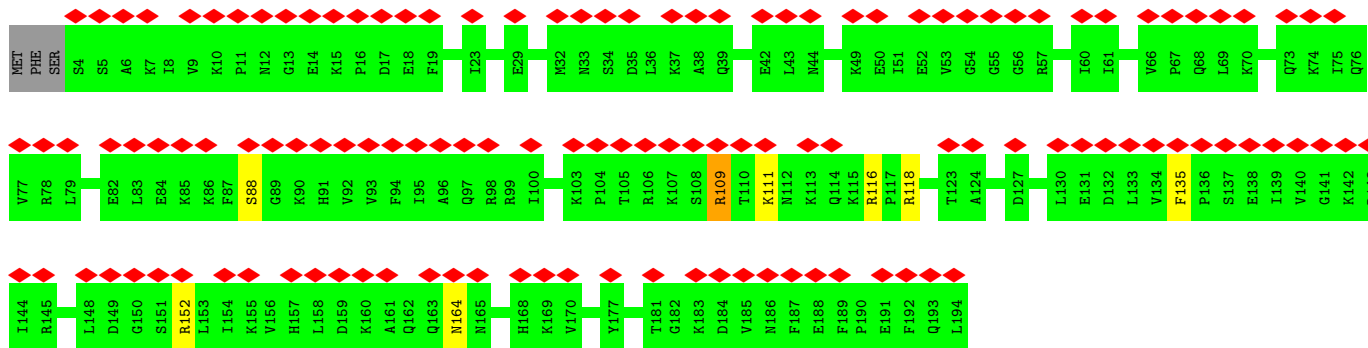 MET PHE SER S4 S5 A6 K7 I8 V9 K10 P11 N12 G13 E14 K15 P16 D17 E18 F19 I23 E29 M32 N33 S34 D35 L36 K37 A38 Q39 E42 L43 N44 K49 E50 I51 E52 V53 G54 G55 G56 R57 I60 I61 V66 P67 Q68 L69 K70 Q73 K74 I75 Q76
V77 R78 L79 E82 L83 E84 K85 K86 F87 S88 G89 K90 H91 V92 V93 F94 I95 A96 Q97 R98 R99 I100 K103 P104 T105 R106 K107 S108 R109 T110 K111 N112 K113 Q114 K115 R116 P117 R118 T123 A124 D127 L130 E131 D132 L133 V134 F135 P136 S137 E138 I139 V140 G141 K142
I144 R145 L148 D149 G150 S151 R152 L153 I154 K155 V156 H157 L158 D159 K160 A161 Q162 Q163 N164 N165 H168 K169 V170 Y177 T181 G182 K183 D184 V185 N186 F187 E188 F189 P190 E191 F192 Q193 L194